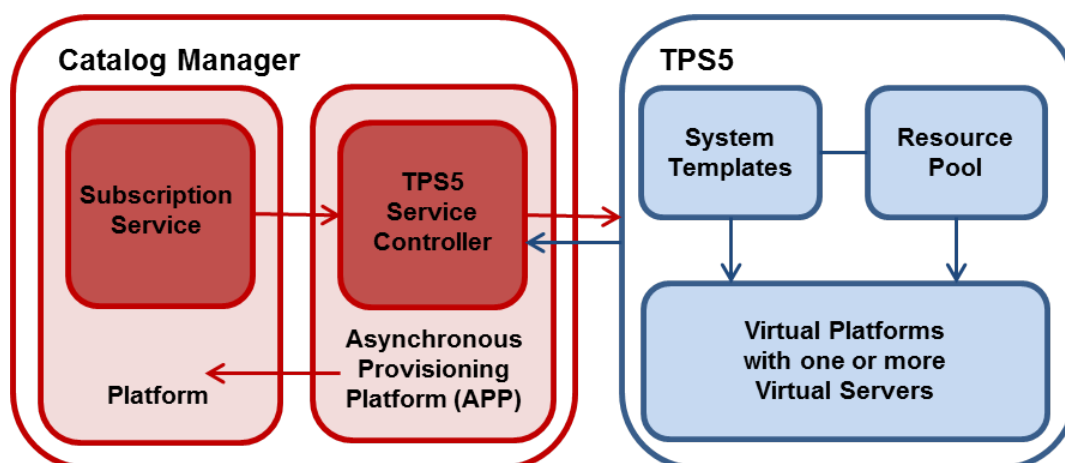 Catalog Manager
Subscription
Service
Platform
TPS5
Service
Controller
Asynchronous
Provisioning
Platform (APP)
TPS5
System
Templates
Resource
Pool
Virtual Platforms
with one or more
Virtual Servers